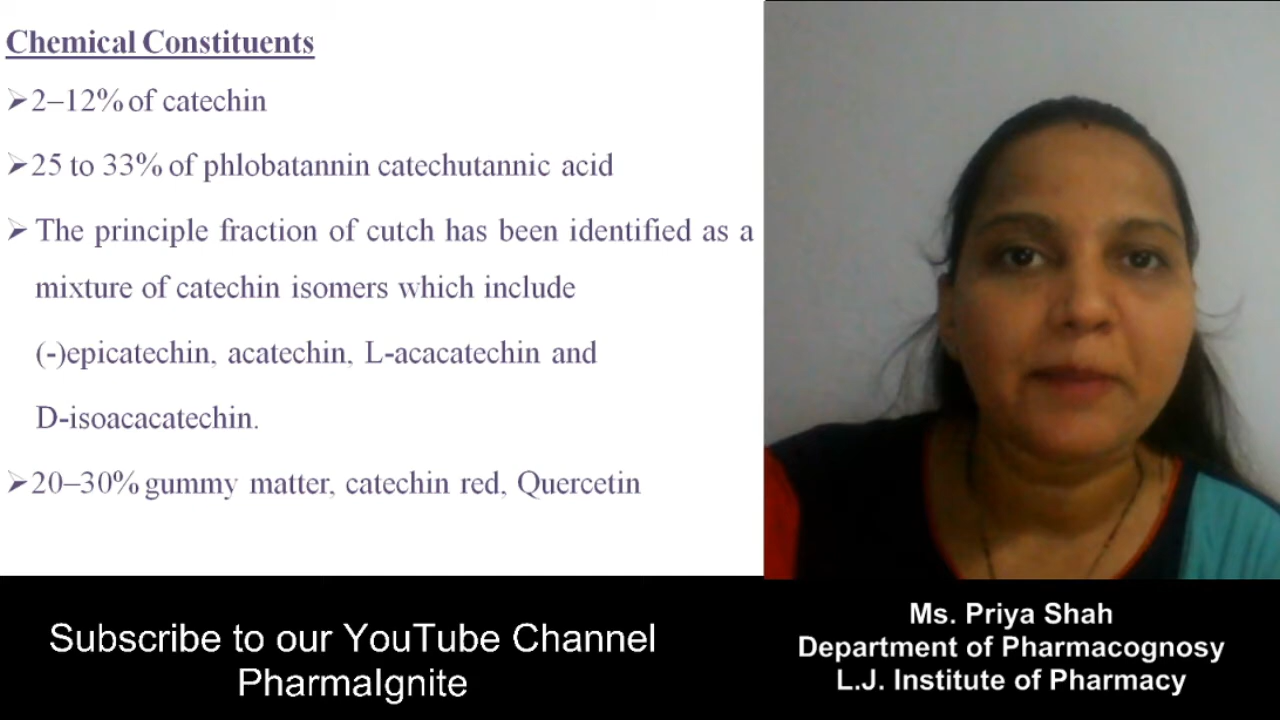 Chemical Constituents
➢2–12% of catechin
➢25 to 33% of phlobatannin catechutannic acid
➢ The principle fraction of cutch has been identified as a
mixture of catechin isomers which include
(-)epicatechin, acatechin, L-acacatechin and
D-isoacacatechin.
➢20–30% gummy matter, catechin red, Quercetin
Subscribe to our YouTube Channel
PharmaIgnite
Ms. Priya Shah
Department of Pharmacognosy
L.J. Institute of Pharmacy